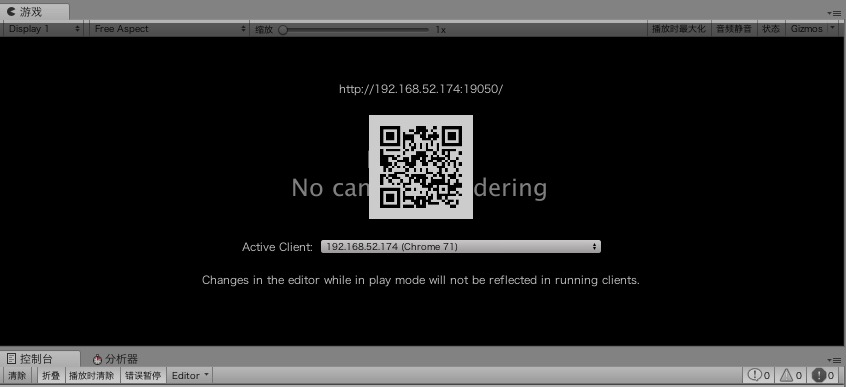 游戏
Display 1 Free Aspect 缩放 1x 播放时最大化 音频静音 状态 Gizmos
http://192.168.52.174:19050/
No can dering
Active Client: 192.168.52.174 (Chrome 71)
Changes in the editor while in play mode will not be reflected in running clients.
控制台 分析器
清除 折叠 播放时清除 错误暂停 Editor 0 0 0